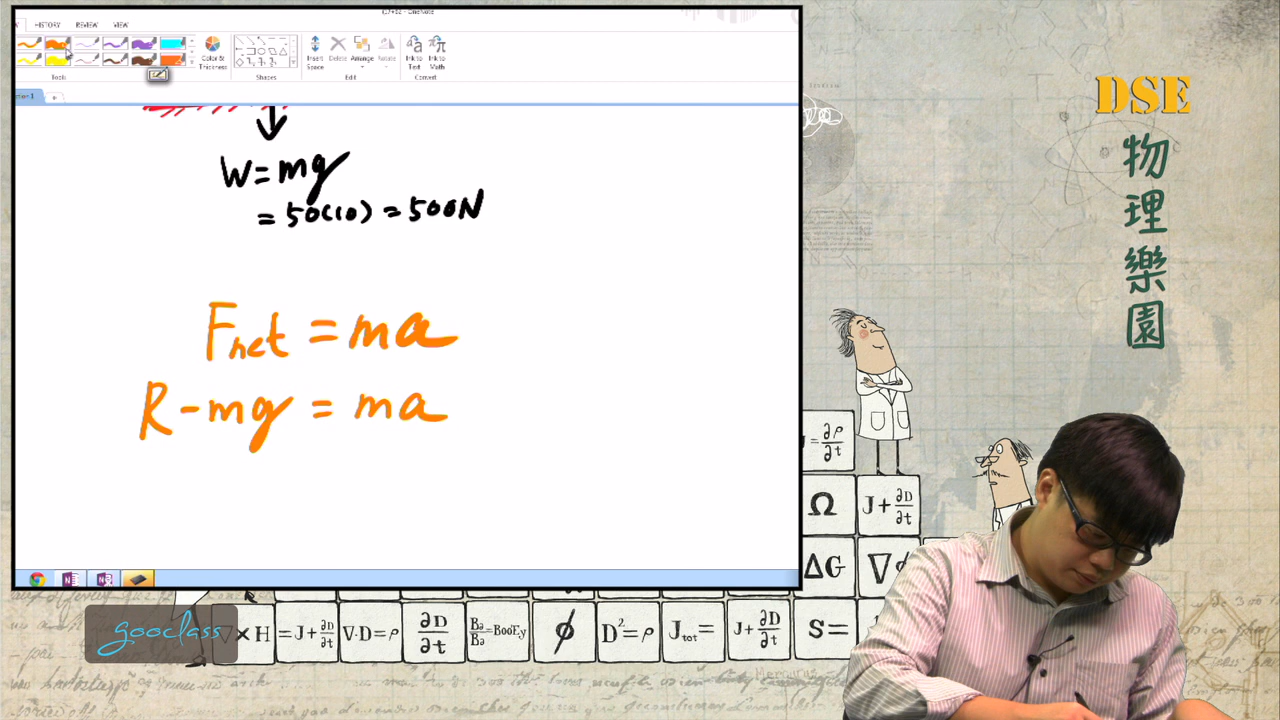 HISTORY REVIEW VIEW
Color & Thickness
Insert Space
Delete
Arrange
Rotate
Ink to Text
Ink to Math
Tools
Shapes
Edit
Convert
W = mg
= 50(10) = 500N
Fnet = ma
R - mg = ma
DSE
物理樂園
= ∂ρ/∂t
Ω
J + ∂D/∂t
ΔG
gooclass
× H
= J + ∂D/∂t
∇·D = ρ
∂D/∂t
ϕ
D² = ρ
Jtot =
J + ∂D/∂t
S =